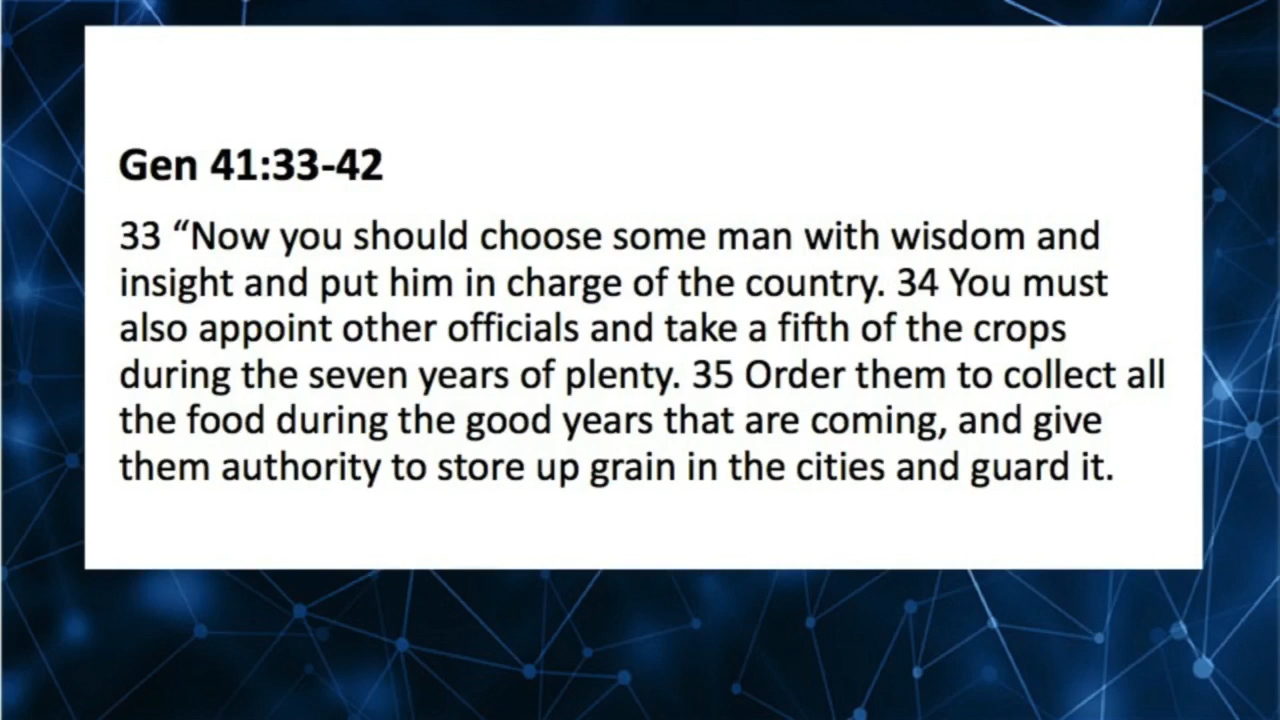 Gen 41:33-42
33 “Now you should choose some man with wisdom and
insight and put him in charge of the country. 34 You must
also appoint other officials and take a fifth of the crops
during the seven years of plenty. 35 Order them to collect all
the food during the good years that are coming, and give
them authority to store up grain in the cities and guard it.